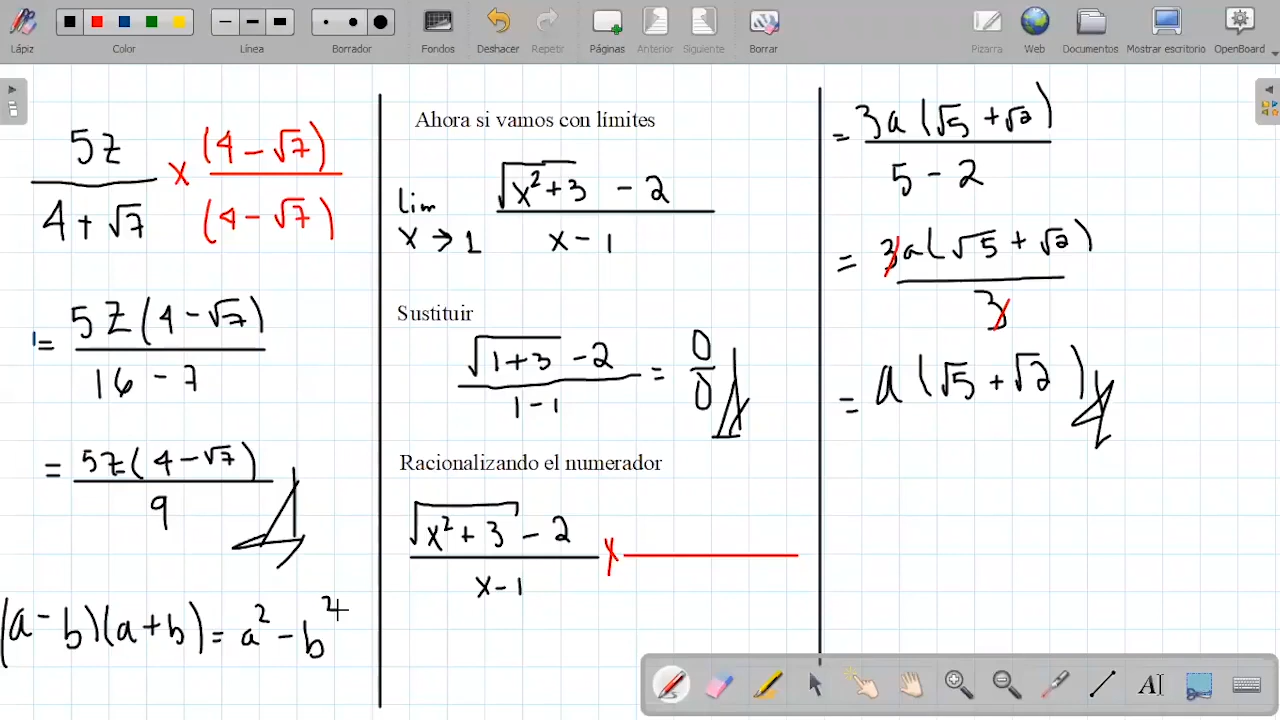 Lápiz
Color
Línea
Borrador
Fondos
Deshacer
Repetir
Páginas
Anterior
Siguiente
Borrar
Pizarra
Web
Documentos
Mostrar escritorio
OpenBoard
5z / 4 + √7 x (4 - √7) / (4 - √7)
= 5z(4 - √7) / 16 - 7
= 5z(4 - √7) / 9
(a - b)(a + b) = a² - b²
Ahora si vamos con límites
lim x → 1 √x² + 3 - 2 / x - 1
Sustituir
√1 + 3 - 2 / 1 - 1 = 0 / 0
Racionalizando el numerador
√x² + 3 - 2 / x - 1 x
= 3a(√5 + √2) / 5 - 2
= 3a(√5 + √2) / 3
= a(√5 + √2)